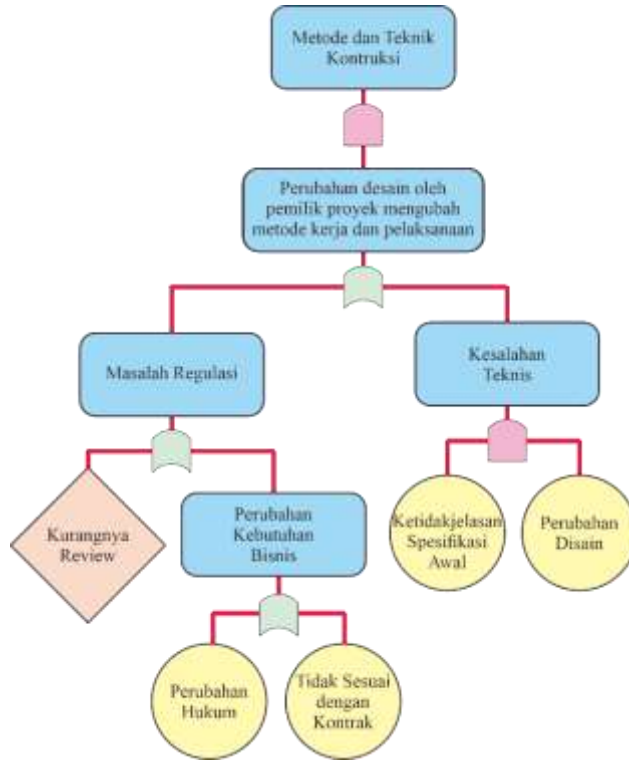 Metode dan Teknik
Kontruksi
Perubahan desain oleh
pemilik proyek mengubah
metode kerja dan pelaksanaan
Masalah Regulasi
Kesalahan
Teknis
Kurangnya
Review
Perubahan
Kebutuhan
Bisnis
Ketidakjelasan
Spesifikasi
Awal
Perubahan
Disain
Perubahan
Hukum
Tidak Sesuai
dengan
Kontrak